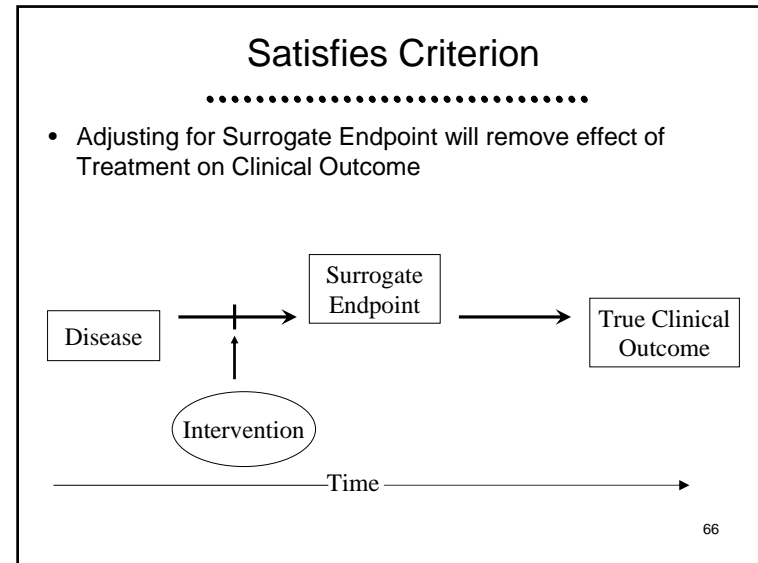 Satisfies Criterion
• Adjusting for Surrogate Endpoint will remove effect of
Treatment on Clinical Outcome
Surrogate
Endpoint
Disease
True Clinical
Outcome
Intervention
Time
66